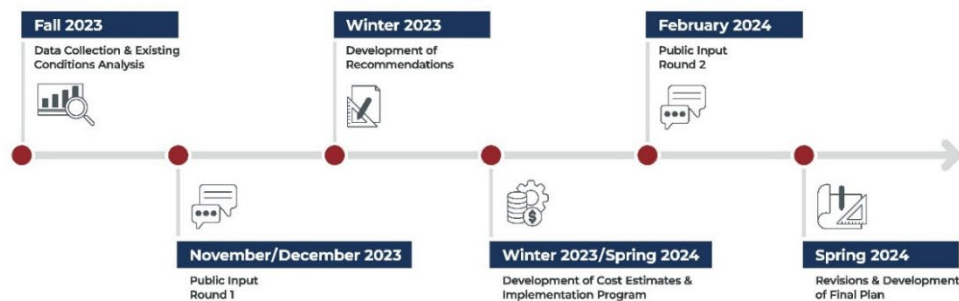 Fall 2023
Data Collection & Existing
Conditions Analysis
Winter 2023
Development of
Recommendations
February 2024
Public Input
Round 2
November/December 2023
Public Input
Round 1
Winter 2023/Spring 2024
Development of Cost Estimates &
Implementation Program
Spring 2024
Revisions & Development
of Final Plan